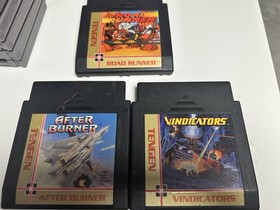 TENGEN
ROAD RUNNER
AFTER
BURNER
TENGEN
AFTER BURNER
VINDICATORS
TENGEN
VINDICATORS